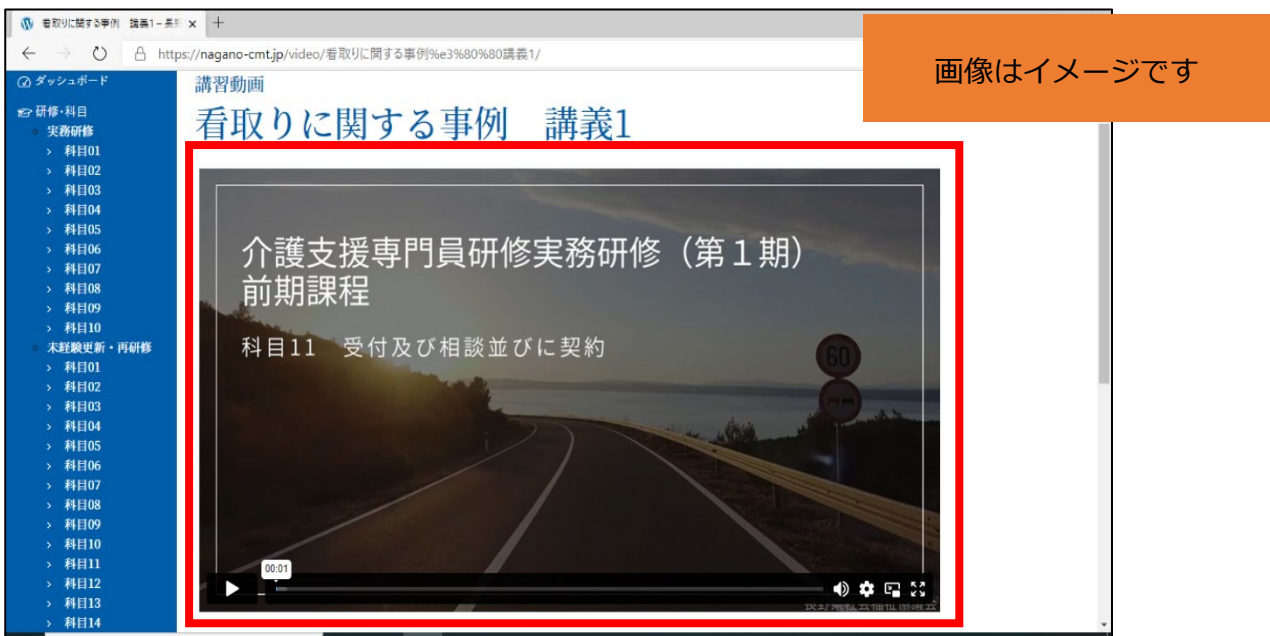 看取りに関する事例　講義1 – 長
https://nagano-cmt.jp/video/看取りに関する事例%e3%80%80講義1/
画像はイメージです
ダッシュボード
研修・科目
実務研修
科目01
科目02
科目03
科目04
科目05
科目06
科目07
科目08
科目09
科目10
未経験更新・再研修
科目01
科目02
科目03
科目04
科目05
科目06
科目07
科目08
科目09
科目10
科目11
科目12
科目13
科目14
講習動画
看取りに関する事例　講義1
介護支援専門員研修実務研修（第１期）
前期課程
科目11　受付及び相談並びに契約
60
00:01
長野県社会福祉協議会